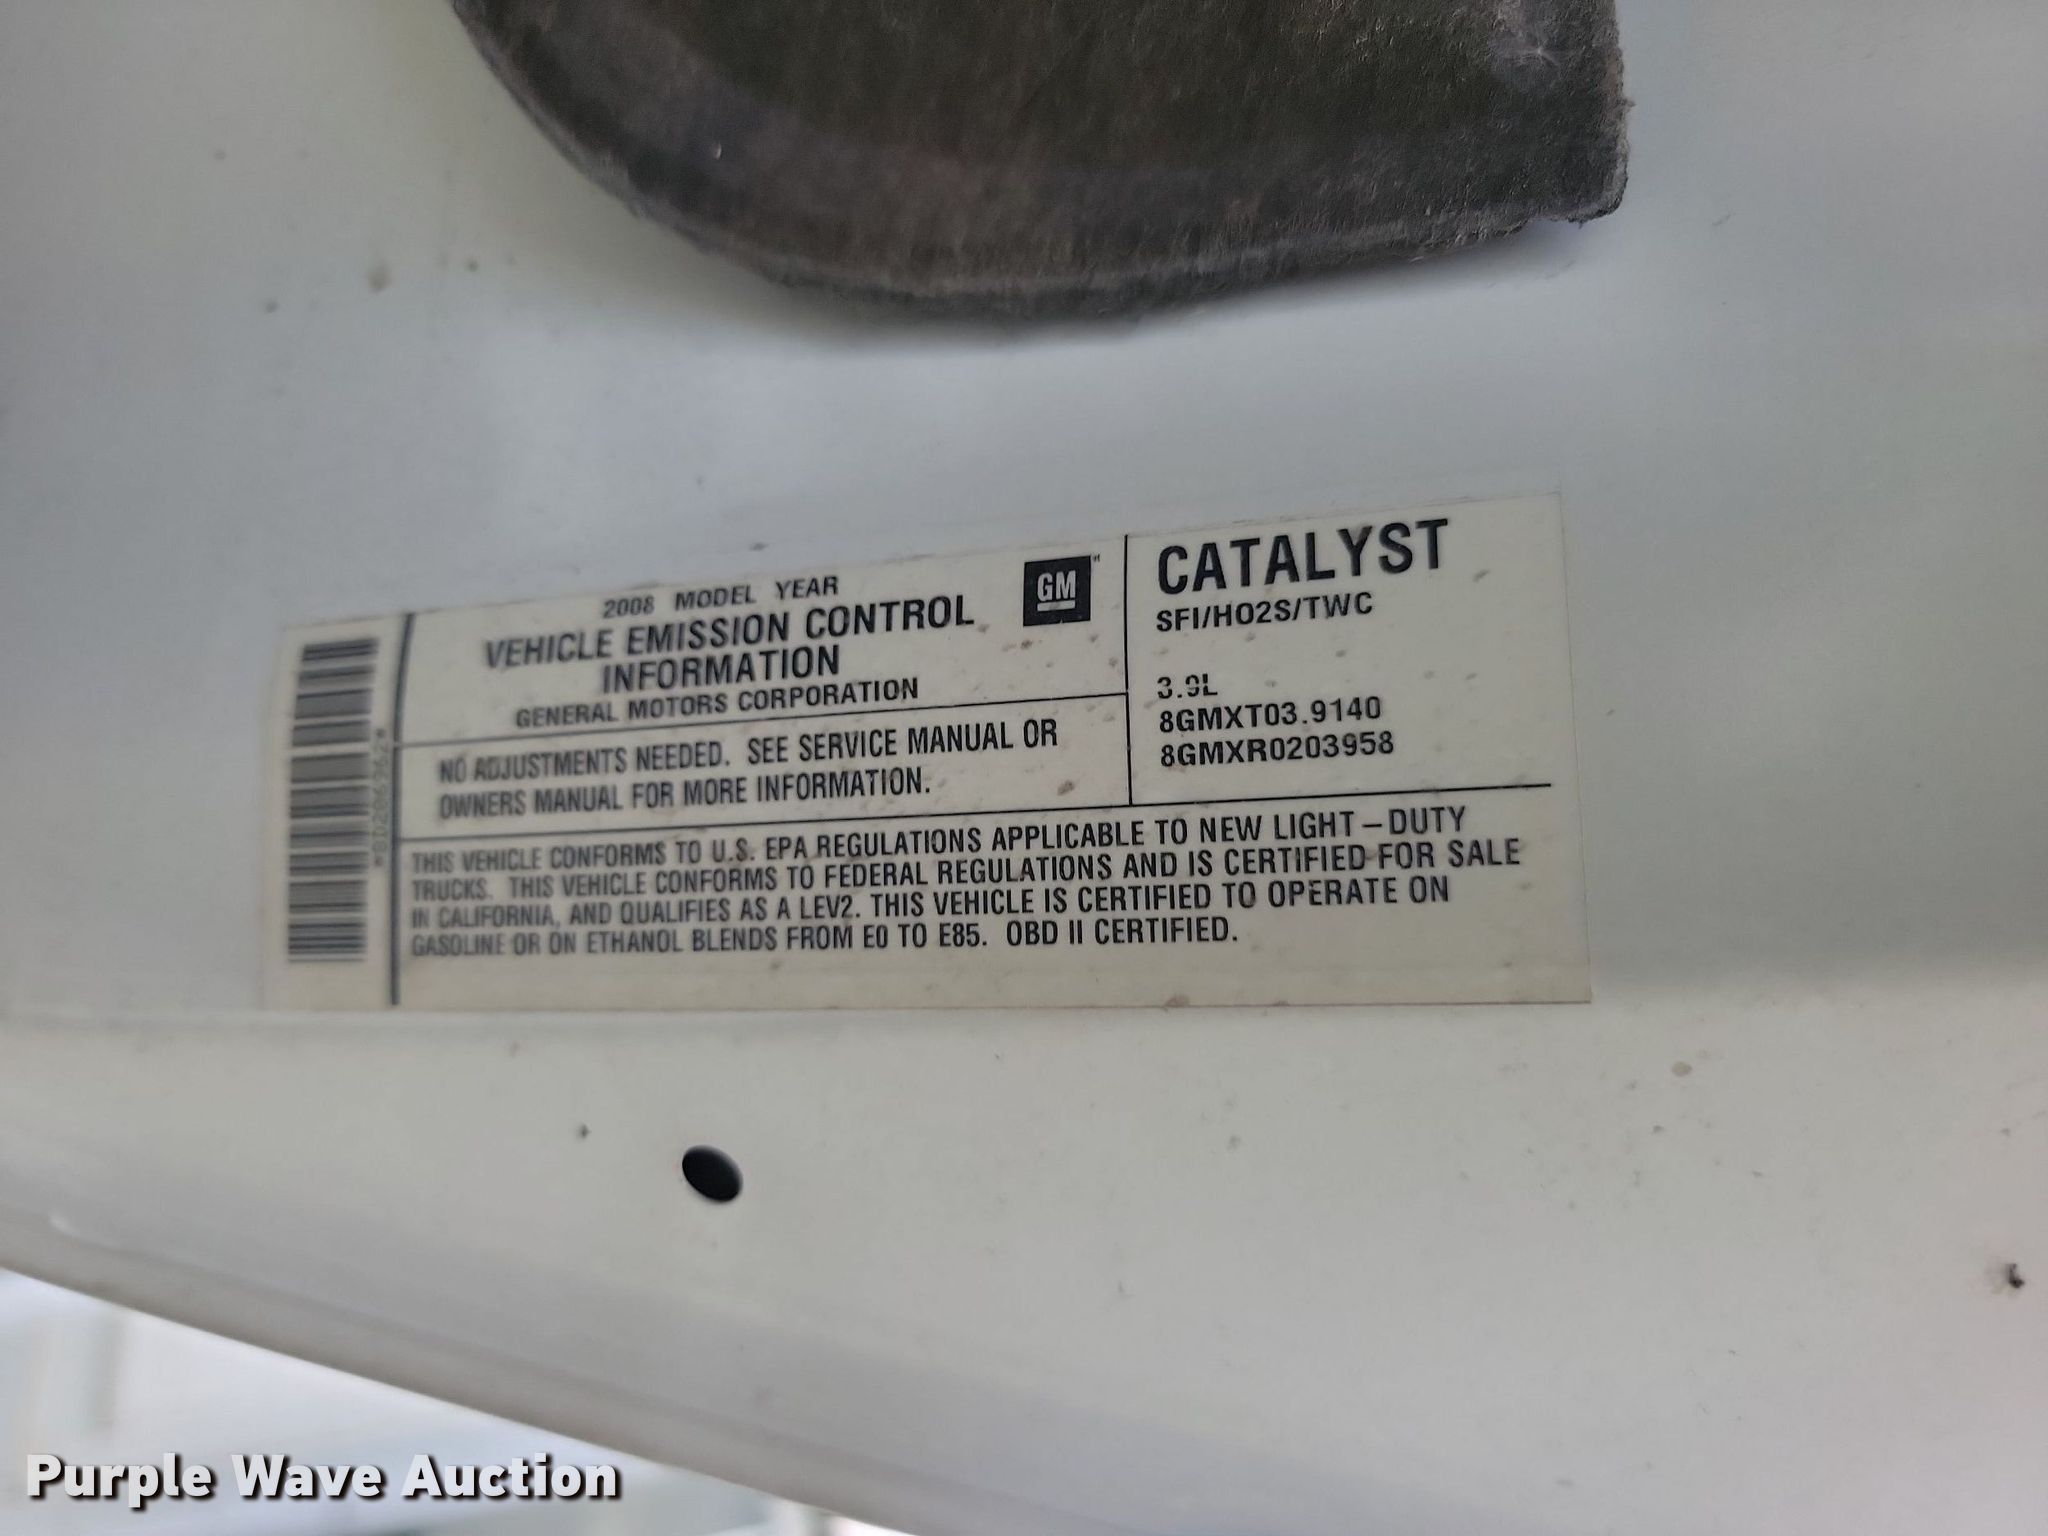 2008 MODEL YEAR
VEHICLE EMISSION CONTROL
INFORMATION
GENERAL MOTORS CORPORATION
GM
NO ADJUSTMENTS NEEDED. SEE SERVICE MANUAL OR
OWNERS MANUAL FOR MORE INFORMATION.
CATALYST
SFI/HO2S/TWC
3.9L
8GMXT03.9140
8GMXR0203958
THIS VEHICLE CONFORMS TO U.S. EPA REGULATIONS APPLICABLE TO NEW LIGHT-DUTY
TRUCKS. THIS VEHICLE CONFORMS TO FEDERAL REGULATIONS AND IS CERTIFIED FOR SALE
IN CALIFORNIA, AND QUALIFIES AS A LEV2. THIS VEHICLE IS CERTIFIED TO OPERATE ON
GASOLINE OR ON ETHANOL BLENDS FROM E0 TO E85. OBD II CERTIFIED.
Purple Wave Auction